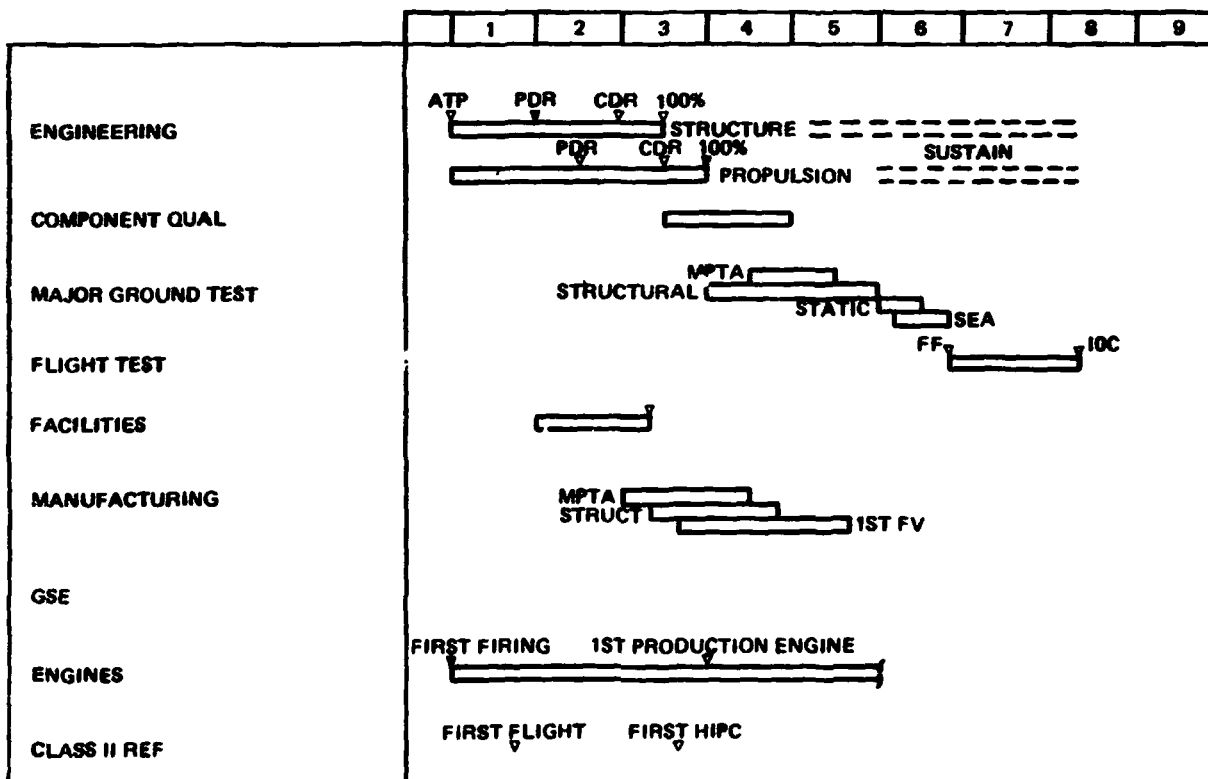 1 2 3 4 5 6 7 8 9
ATP PDR CDR 100%
ENGINEERING STRUCTURE
PDR CDR 100% SUSTAIN
PROPULSION
COMPONENT QUAL
MPTA
MAJOR GROUND TEST STRUCTURAL
STATIC
SEA
FF IOC
FLIGHT TEST
FACILITIES
MANUFACTURING MPTA
STRUCT
1ST FV
GSE
FIRST FIRING 1ST PRODUCTION ENGINE
ENGINES
FIRST FLIGHT FIRST HIPC
CLASS II REF